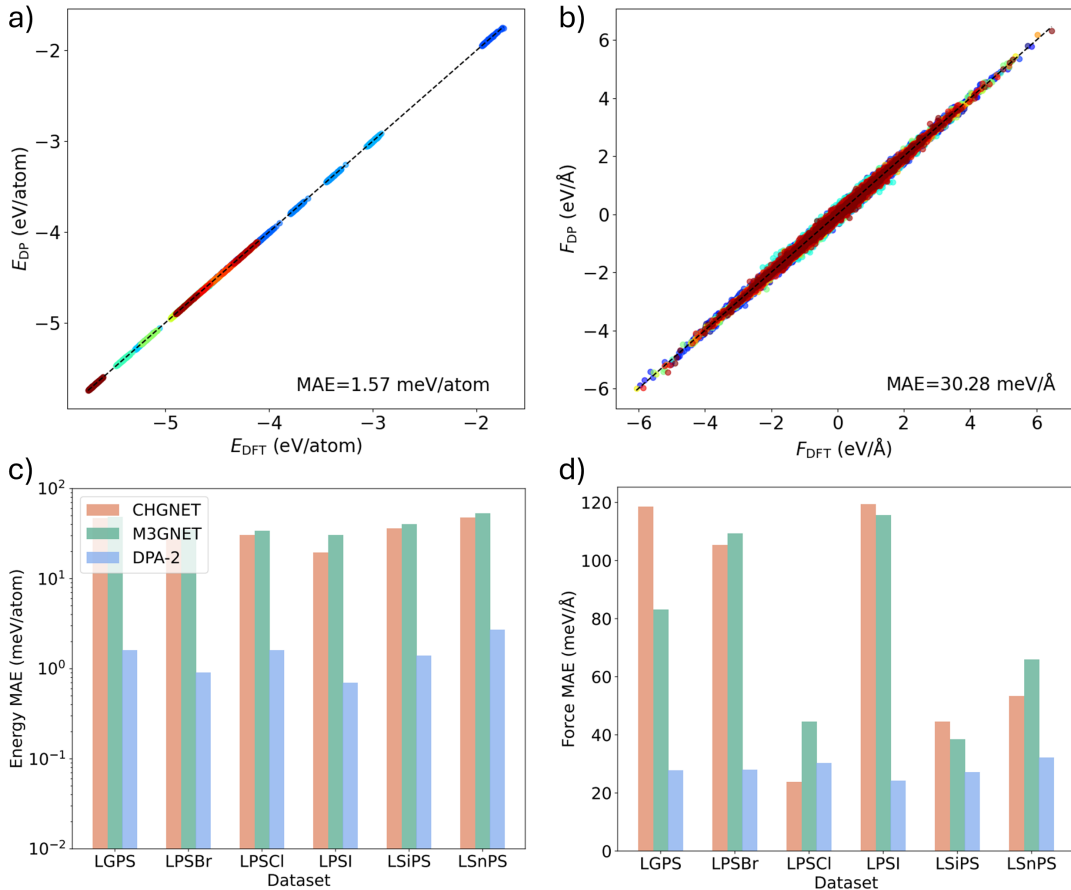 a)
−2
−3
−4
−5
E_DP (eV/atom)
MAE=1.57 meV/atom
−5 −4 −3 −2
E_DFT (eV/atom)
b)
6
4
2
0
−2
−4
−6
F_DP (eV/Å)
MAE=30.28 meV/Å
−6 −4 −2 0 2 4 6
F_DFT (eV/Å)
c)
10²
10¹
10⁰
10⁻¹
10⁻²
Energy MAE (meV/atom)
CHGNET
M3GNET
DPA-2
LGPS LPSBr LPSCl LPSI LSiPS LSnPS
Dataset
d)
120
100
80
60
40
20
0
Force MAE (meV/Å)
LGPS LPSBr LPSCl LPSI LSiPS LSnPS
Dataset